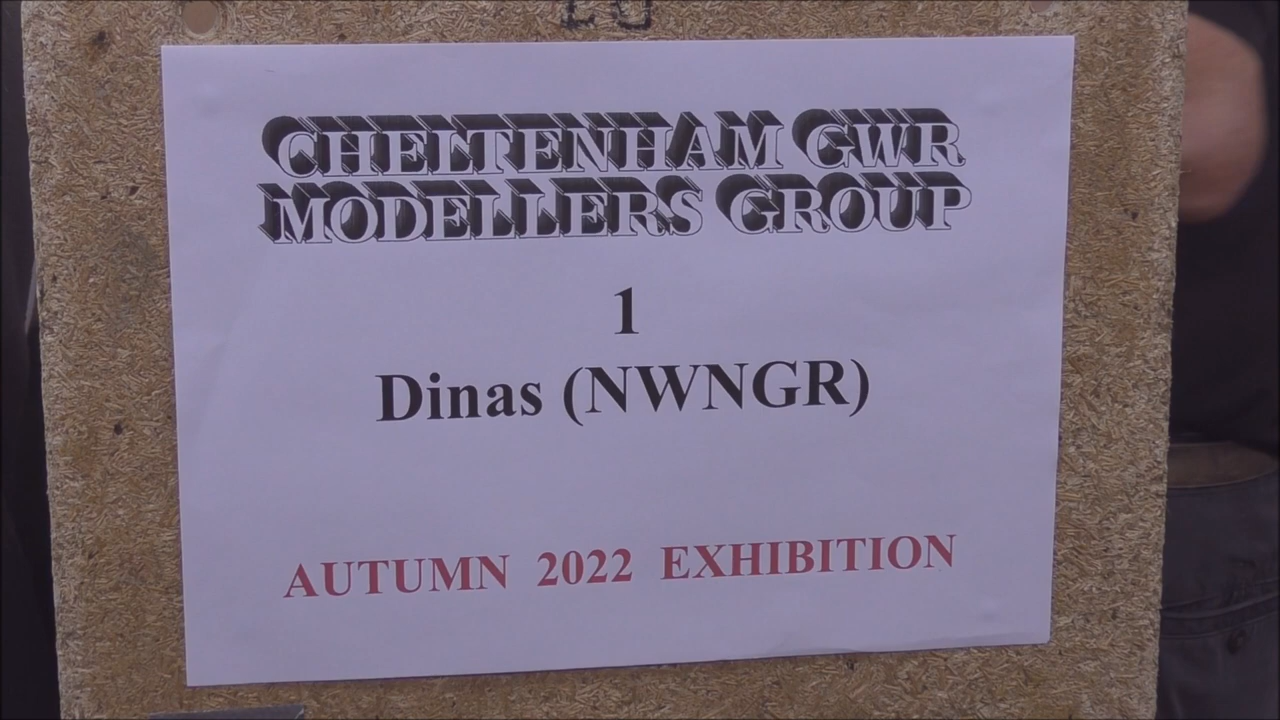 CHELTENHAM GWR
MODELLERS GROUP
1
Dinas (NWNGR)
AUTUMN 2022 EXHIBITION